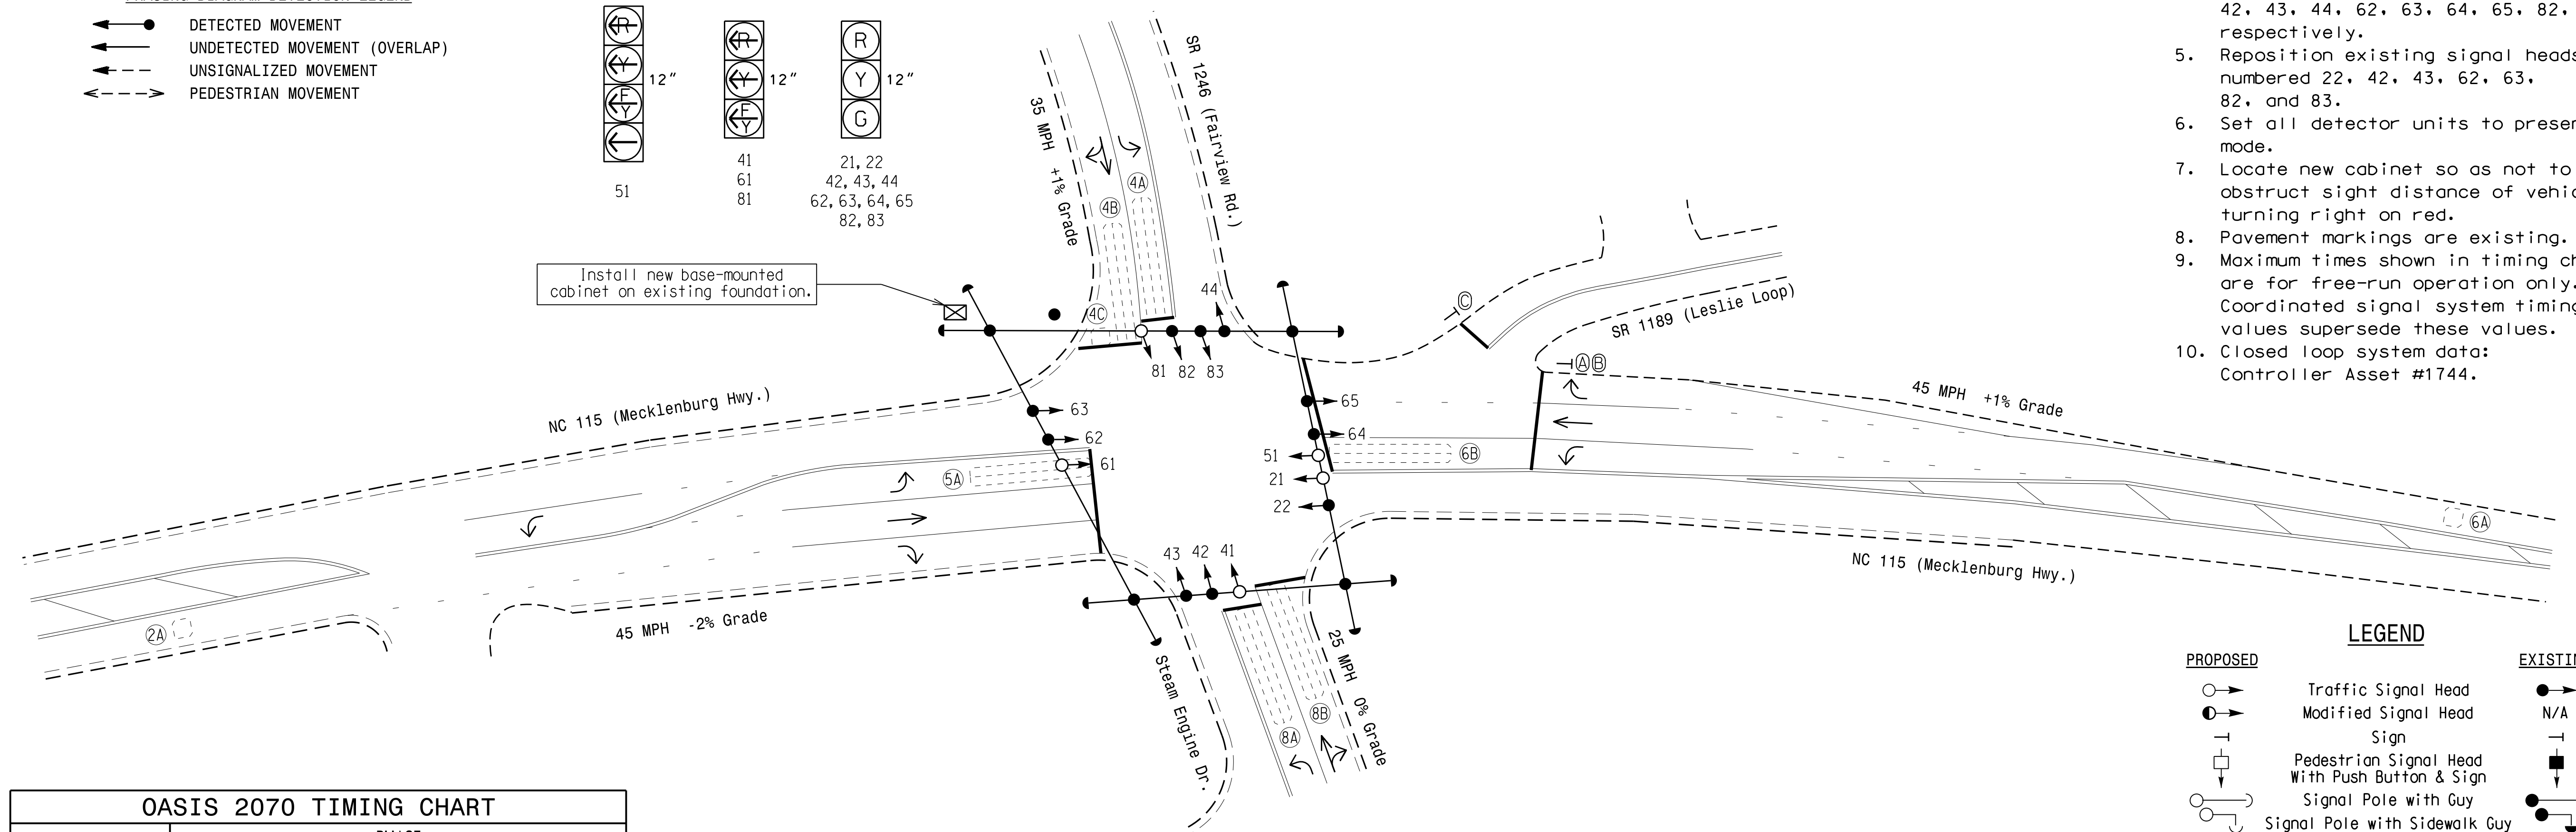 DETECTED MOVEMENT
UNDETECTED MOVEMENT (OVERLAP)
UNSIGNALIZED MOVEMENT
PEDESTRIAN MOVEMENT
R
Y
F
Y
12"
51
R
Y
F
Y
12"
41
61
81
R
Y
G
12"
21, 22
42, 43, 44
62, 63, 64, 65
82, 83
42, 43, 44, 62, 63, 64, 65, 82,
respectively.
5. Reposition existing signal heads
numbered 22, 42, 43, 62, 63,
82, and 83.
6. Set all detector units to
mode.
7. Locate new cabinet so as not to
obstruct sight distance of
turning right on red.
8. Pavement markings are existing.
9. Maximum times shown in timing
are for free-run operation only.
Coordinated signal system timing
values supersede these values.
10. Closed loop system data:
Controller Asset #1744.
Install new base-mounted
cabinet on existing foundation.
35 MPH +1% Grade
SR 1246 (Fairview Rd.)
4A
4B
4C
44
81
82
83
C
SR 1189 (Leslie Loop)
A B
45 MPH +1% Grade
NC 115 (Mecklenburg Hwy.)
63
62
61
5A
65
64
51
21
22
6B
6A
NC 115 (Mecklenburg Hwy.)
43
42
41
2A
45 MPH -2% Grade
Steam Engine Dr.
25 MPH 0% Grade
8A
8B
LEGEND
PROPOSED
Traffic Signal Head
Modified Signal Head
N/A
Sign
Pedestrian Signal Head
With Push Button & Sign
Signal Pole with Guy
Signal Pole with Sidewalk Guy
OASIS 2070 TIMING CHART